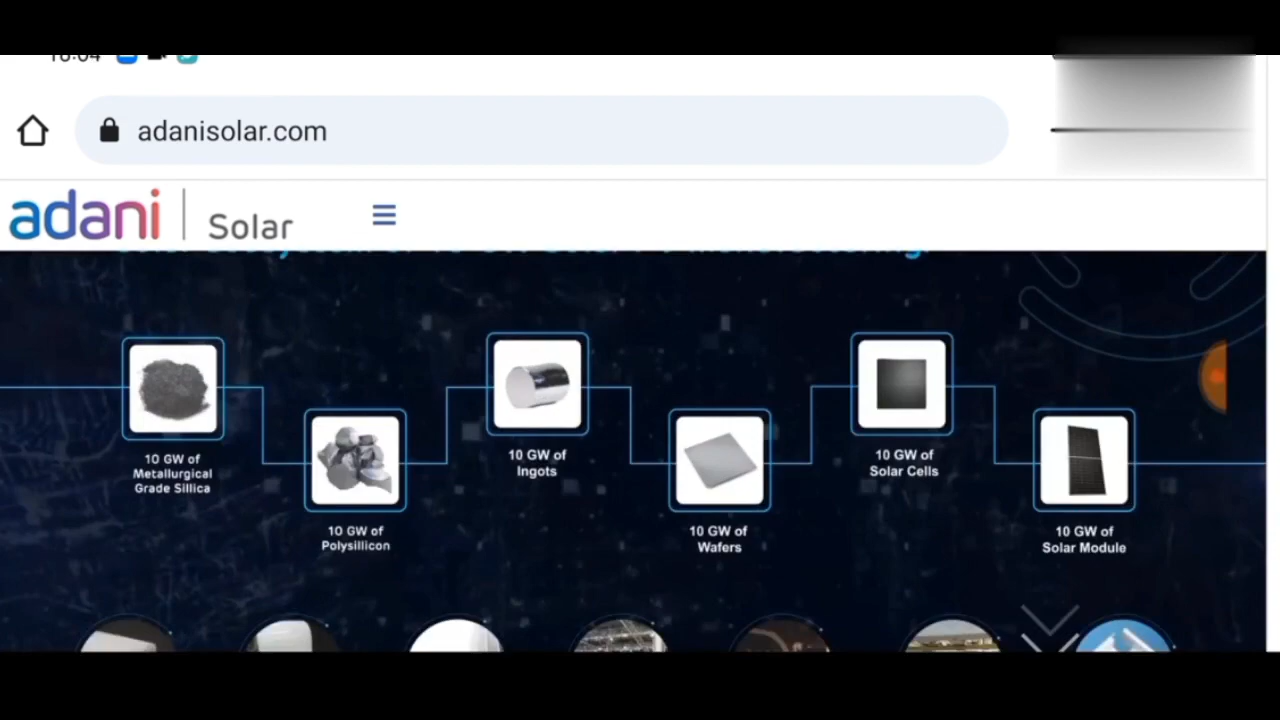 adanisolar.com
adani
Solar
10 GW of
Metallurgical
Grade Sillica
10 GW of
Polysillicon
10 GW of
Ingots
10 GW of
Wafers
10 GW of
Solar Cells
10 GW of
Solar Module